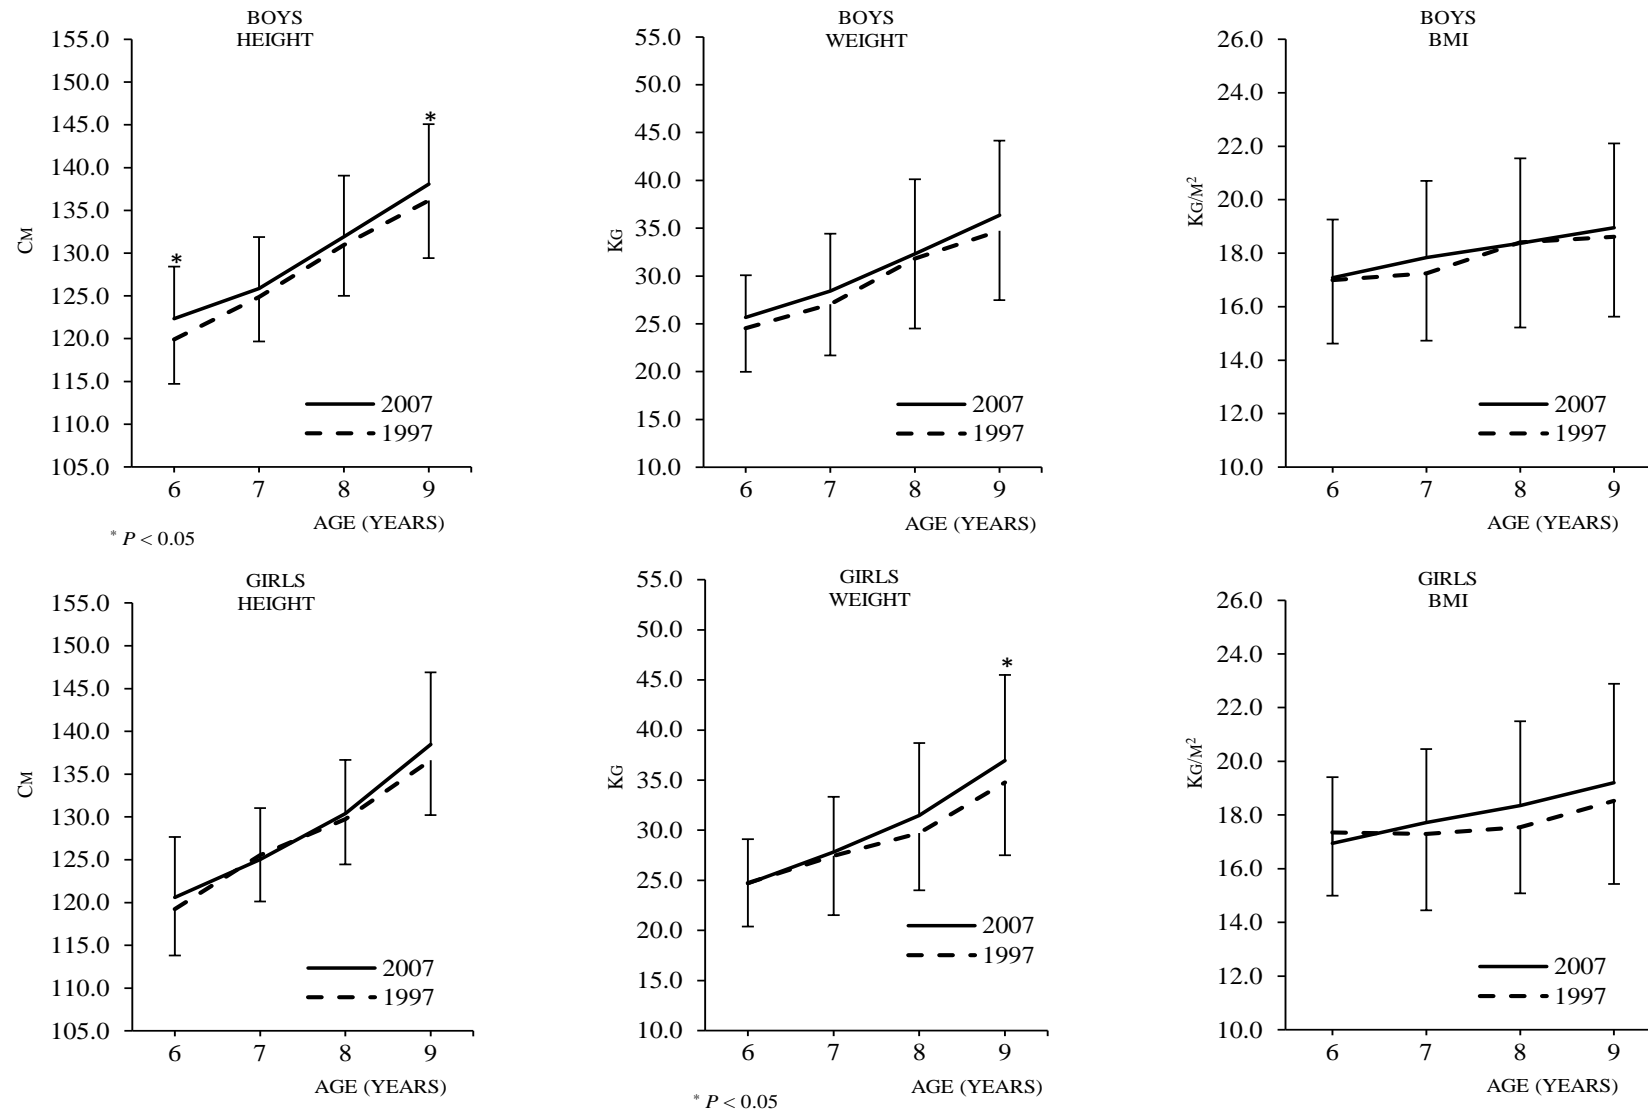 BOYS
HEIGHT
155.0
150.0
145.0
140.0
135.0
130.0
125.0
120.0
115.0
110.0
105.0
CM
*
*
2007
1997
6 7 8 9
AGE (YEARS)
* P < 0.05
BOYS
WEIGHT
55.0
50.0
45.0
40.0
35.0
30.0
25.0
20.0
15.0
10.0
KG
2007
1997
6 7 8 9
AGE (YEARS)
BOYS
BMI
26.0
24.0
22.0
20.0
18.0
16.0
14.0
12.0
10.0
KG/M²
2007
1997
6 7 8 9
AGE (YEARS)
GIRLS
HEIGHT
155.0
150.0
145.0
140.0
135.0
130.0
125.0
120.0
115.0
110.0
105.0
CM
2007
1997
6 7 8 9
AGE (YEARS)
GIRLS
WEIGHT
55.0
50.0
45.0
40.0
35.0
30.0
25.0
20.0
15.0
10.0
KG
*
2007
1997
6 7 8 9
AGE (YEARS)
* P < 0.05
GIRLS
BMI
26.0
24.0
22.0
20.0
18.0
16.0
14.0
12.0
10.0
KG/M²
2007
1997
6 7 8 9
AGE (YEARS)